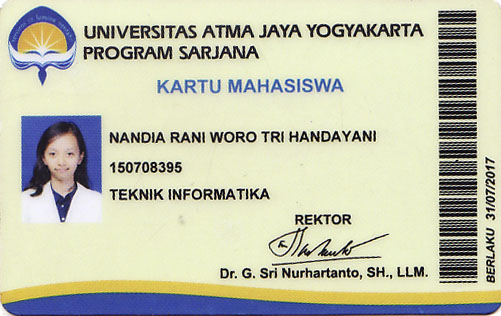 UNIVERSITAS ATMA JAYA YOGYAKARTA
PROGRAM SARJANA
KARTU MAHASISWA
NANDIA RANI WORO TRI HANDAYANI
150708395
TEKNIK INFORMATIKA
REKTOR
Dr. G. Sri Nurhartanto, SH., LLM.
BERLAKU 31/07/2017